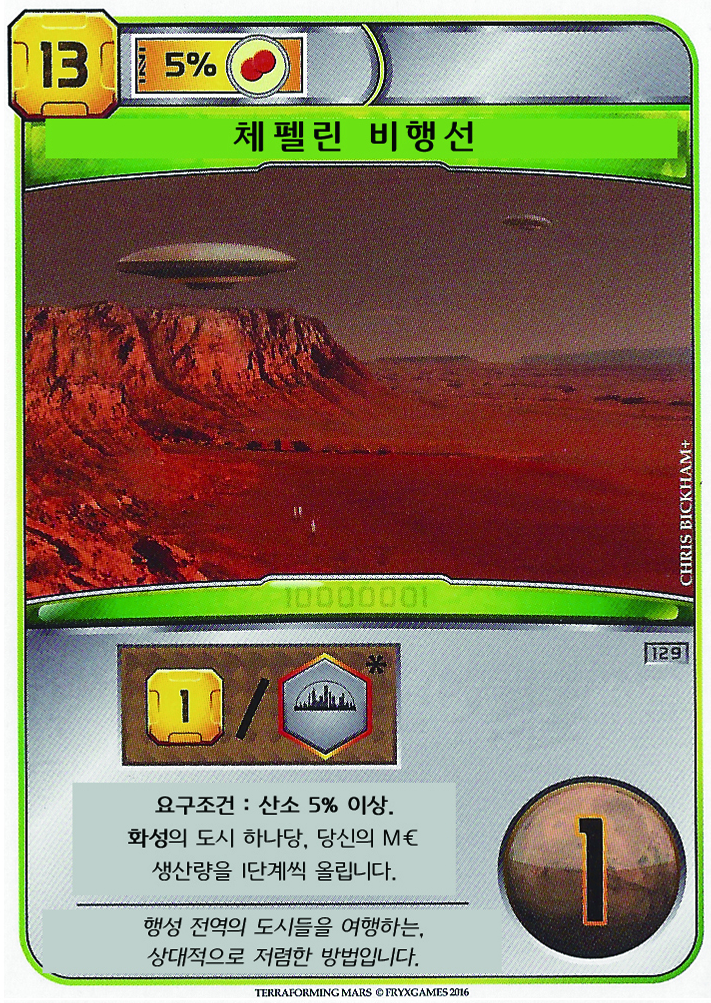 13
5%
체펠린 비행선
CHRIS BICKHAM+
10000001
129
1 / *
요구조건 : 산소 5% 이상.
화성의 도시 하나당, 당신의 M€
생산량을 1단계씩 올립니다.
1
행성 전역의 도시들을 여행하는,
상대적으로 저렴한 방법입니다.
TERRAFORMING MARS © FRYXGAMES 2016